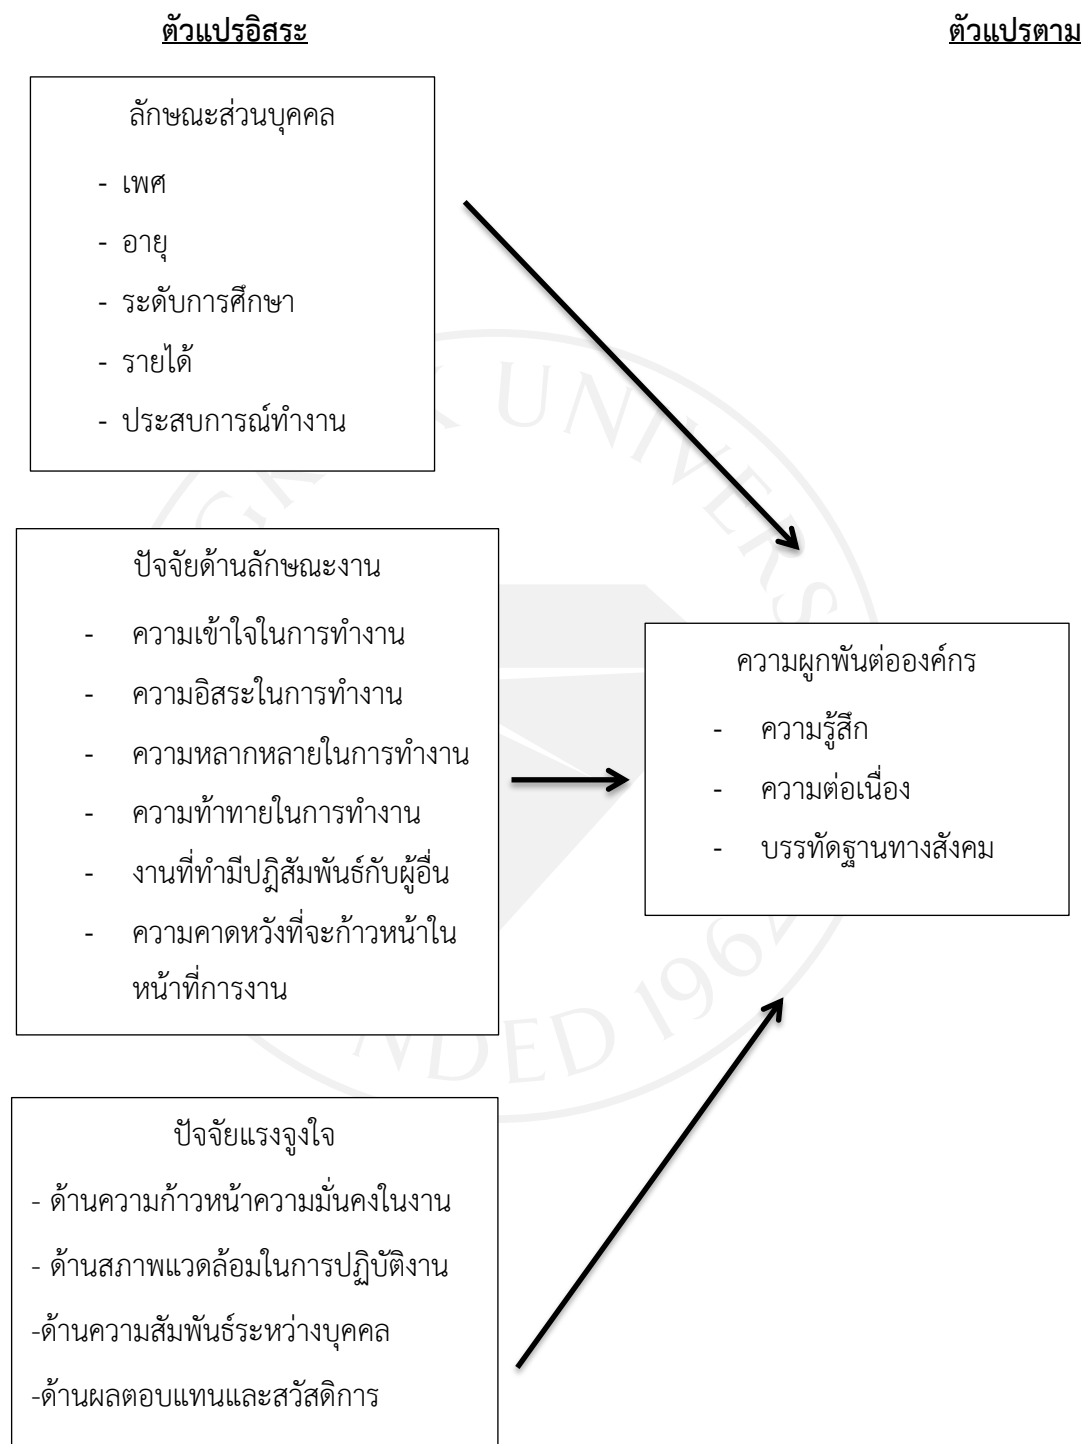 ตัวแปรอิสระ
ตัวแปรตาม
ลักษณะส่วนบุคคล
- เพศ
- อายุ
- ระดับการศึกษา
- รายได้
- ประสบการณ์ทำงาน
ปัจจัยด้านลักษณะงาน
- ความเข้าใจในการทำงาน
- ความอิสระในการทำงาน
- ความหลากหลายในการทำงาน
- ความท้าทายในการทำงาน
- งานที่ทำมีปฎิสัมพันธ์กับผู้อื่น
- ความคาดหวังที่จะก้าวหน้าใน
หน้าที่การงาน
ความผูกพันต่อองค์กร
- ความรู้สึก
- ความต่อเนื่อง
- บรรทัดฐานทางสังคม
ปัจจัยแรงจูงใจ
- ด้านความก้าวหน้าความมั่นคงในงาน
- ด้านสภาพแวดล้อมในการปฏิบัติงาน
-ด้านความสัมพันธ์ระหว่างบุคคล
-ด้านผลตอบแทนและสวัสดิการ